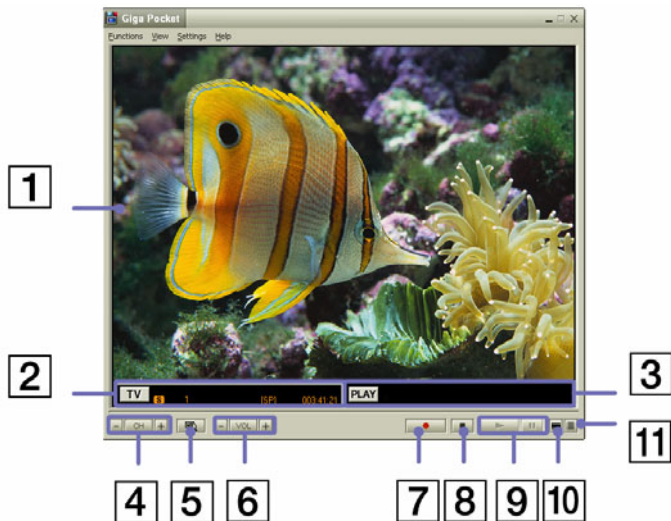 Giga Pocket
Functions View Settings Help
1
2
TV S 1 [SP] 003:41:21
PLAY
3
- CH + - VOL +
11
4 5 6 7 8 9 10